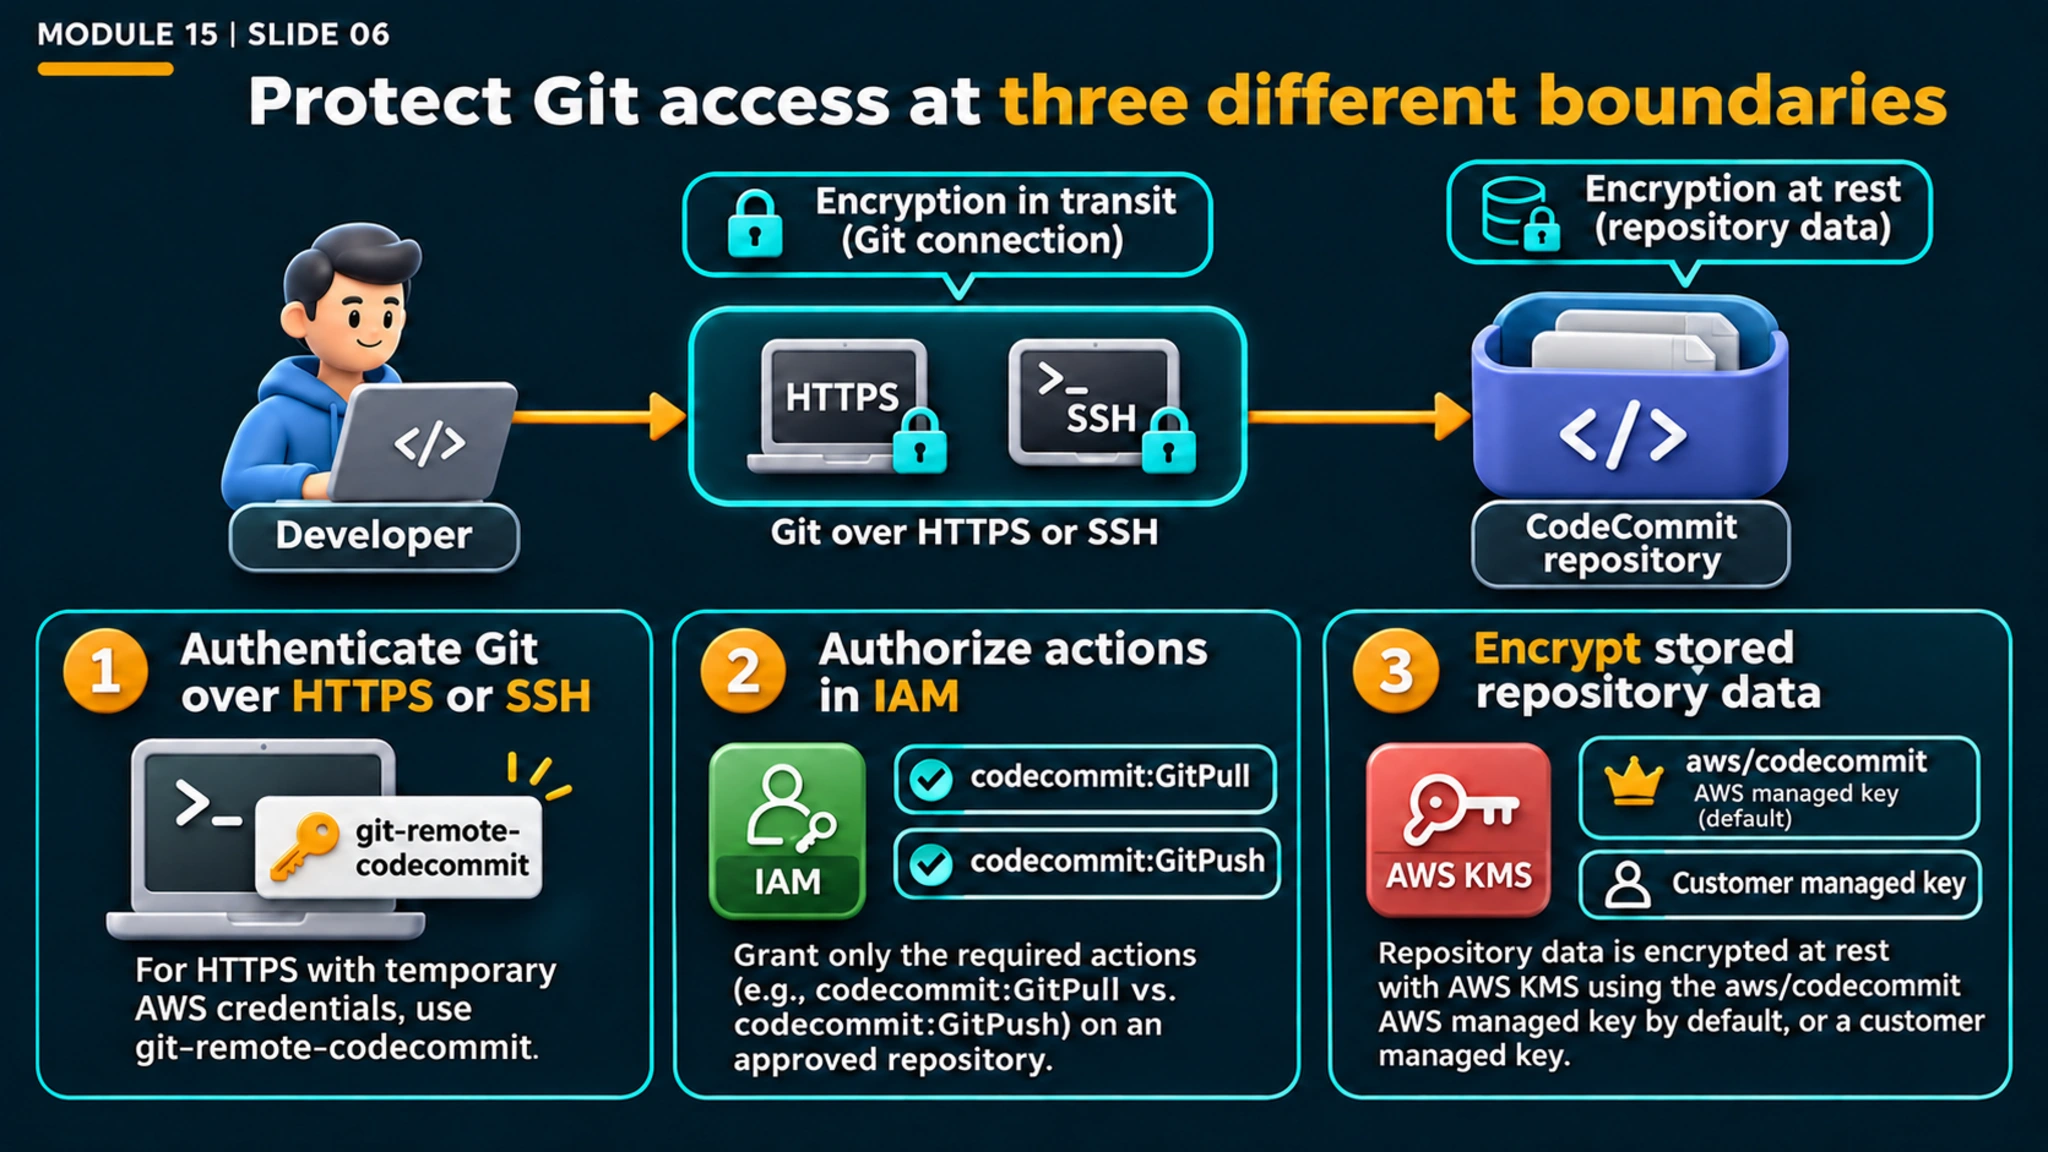 MODULE 15 | SLIDE 06
Protect Git access at three different boundaries
Encryption in transit
(Git connection)
Encryption at rest
(repository data)
</>
HTTPS
>_
SSH
</>
Developer
Git over HTTPS or SSH
CodeCommit
repository
1
Authenticate Git
over HTTPS or SSH
>_
git-remote-
codecommit
For HTTPS with temporary
AWS credentials, use
git-remote-codecommit.
2
Authorize actions
in IAM
IAM
codecommit:GitPull
codecommit:GitPush
Grant only the required actions
(e.g., codecommit:GitPull vs.
codecommit:GitPush) on an
approved repository.
3
Encrypt stored
repository data
AWS KMS
aws/codecommit
AWS managed key
(default)
Customer managed key
Repository data is encrypted at rest
with AWS KMS using the aws/codecommit
AWS managed key by default, or a customer
managed key.